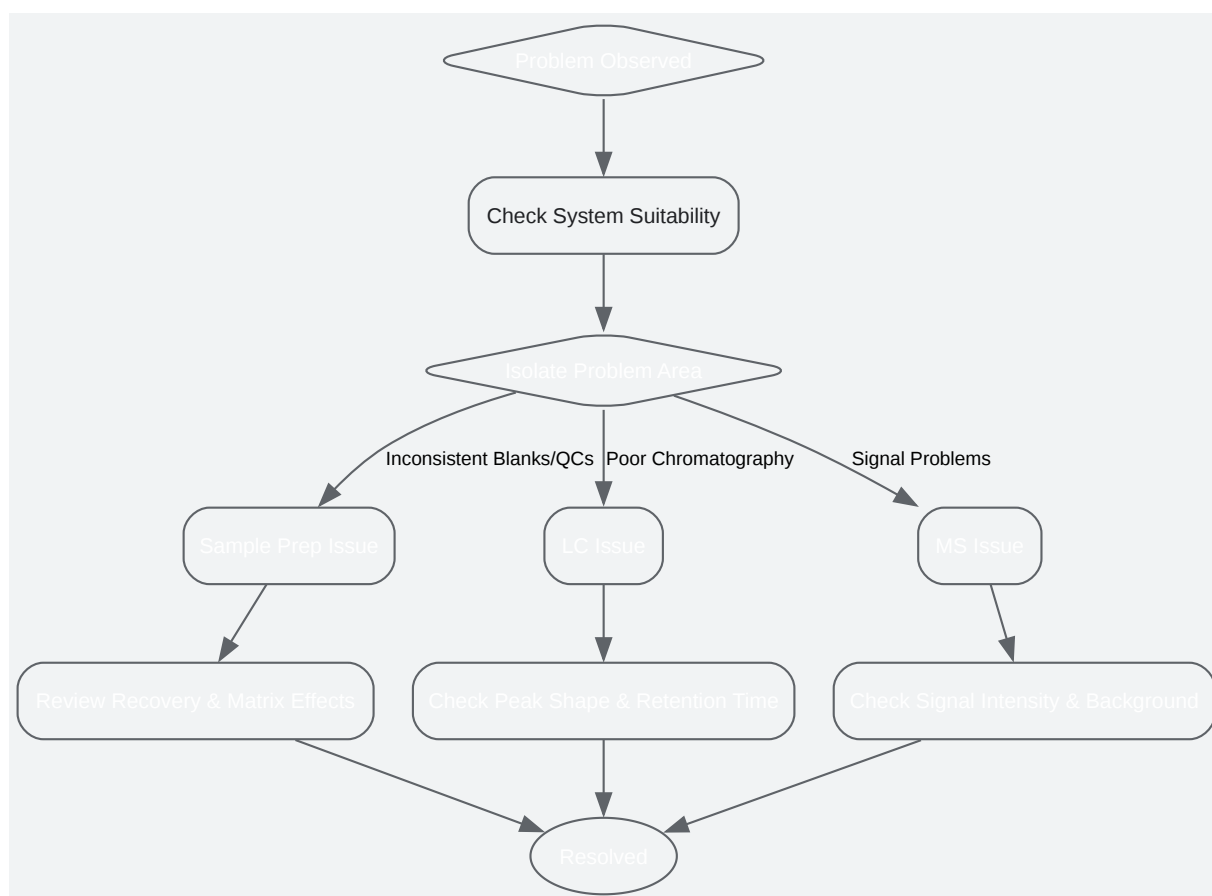 Problem Observed
Check System Suitability
Isolate Problem Area
Inconsistent Blanks/QCs
Poor Chromatography
Signal Problems
Sample Prep Issue
LC Issue
MS Issue
Review Recovery & Matrix Effects
Check Peak Shape & Retention Time
Check Signal Intensity & Background
Resolved